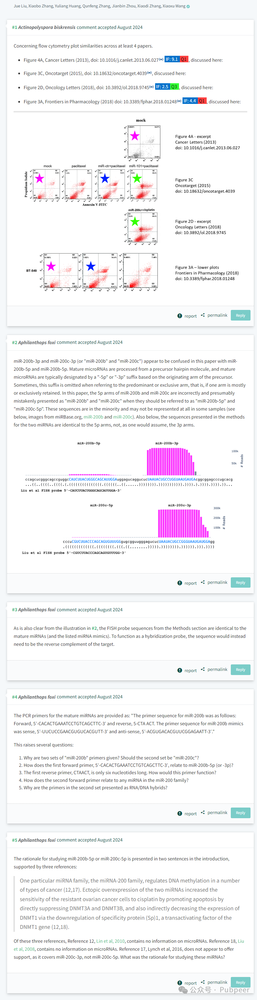 Jue Liu, Xiaobo Zhang, Yuliang Huang, Qunfeng Zhang, Jianbin Zhou, Xiaodi Zhang, Xiaoxu Wang
#1 Actinopolyspora biskrensis comment accepted August 2024
Concerning flow cytometry plot similarities across at least 4 papers.
• Figure 4A, Cancer Letters (2013), doi: 10.1016/j.canlet.2013.06.027 IF: 9.1 Q1 , discussed here:
• Figure 3C, Oncotarget (2015), doi: 10.18632/oncotarget.4039 , discussed here:
• Figure 2D, Oncology Letters (2018), doi: 10.3892/ol.2018.9745 IF: 2.5 Q3 , discussed here:
• Figure 3A, Frontiers in Pharmacology (2018) doi: 10.3389/fphar.2018.01248 IF: 4.4 Q1 , discussed here:
mock
Figure 4A - excerpt
Cancer Letters (2013)
doi: 10.1016/j.canlet.2013.06.027
mock paclitaxel miR-ctr+paclitaxel miR-101+paclitaxel
Propidium Iodide
Annexin V-FITC
Figure 3C
Oncotarget (2015)
doi: 10.18632/oncotarget.4039
miR-200c+cisplatin
Figure 2D - excerpt
Oncology Letters (2018)
doi: 10.3892/ol.2018.9745
BT-549
Figure 3A – lower plots
Frontiers in Pharmacology (2018)
doi: 10.3389/fphar.2018.01248
report permalink Reply
#2 Aphilanthops foxi comment accepted August 2024
miR-200b-3p and miR-200c-3p (or "miR-200b" and "miR-200c") appear to be confused in this paper with miR-
200b-5p and miR-200b-5p. Mature microRNAs are processed from a precursor hairpin molecule, and mature
microRNAs are typically designated by a "-5p" or "-3p" suffix based on the originating arm of the precursor.
Sometimes, this suffix is omitted when referring to the predominant or exclusive arm, that is, if one arm is mostly
or exclusively retained. In this paper, the 5p arms of miR-200b and miR-200c are incorrectly and presumably
mistakenly presented as "miR-200b" and "miR-200c" when they should be referred to as "miR-200b-5p" and
"miR-200c-5p". These sequences are in the minority and may not be represented at all in some samples (see
below, images from miRBase.org, miR-200b and miR-200c). Also below, the sequences presented in the methods
for the two miRNAs are identical to the 5p arms, not, as one would assume, the 3p arms.
miR-200b-5p miR-200b-3p
100k
50k
# Reads
ccagcucgggcagccguggcCAUCUUACUGGGCAGCAUUGGAuggagucaggucucUAAUACUGCCUGGUAAUGAUGAcggcggagcccugcacg
Liu et al FISH probe 5'-CAUCUUACUGGGCAGCAUUGGA-3'
miR-200c-5p miR-200c-3p
300k
200k
100k
# Reads
cccuCGUCUUACCCAGCAGUGUUUGGgugcgguugggagucucUAAUACUGCCGGGUAAUGAUGGAgg
Liu et al FISH probe 5'-CGUCUUACCCAGCAGUGUUUGG-3'
report permalink Reply
#3 Aphilanthops foxi comment accepted August 2024
As is also clear from the illustration in #2, the FISH probe sequences from the Methods section are identical to the
mature miRNAs (and the listed miRNA mimics). To function as a hybridization probe, the sequence would instead
need to be the reverse complement of the target.
report permalink Reply
#4 Aphilanthops foxi comment accepted August 2024
The PCR primers for the mature miRNAs are provided as: "The primer sequence for miR-200b was as follows:
Forward, 5'-CACACTGAAATCCTGTCAGCTTC-3' and reverse, 5-CTA ACT. The primer sequence for miR-200b mimics
was sense, 5'-UUCUCCGAACGUGUCACGUTT-3' and anti-sense, 5'-ACGUGACACGUUCGGAGAATT-3'."
This raises several questions:
1. Why are two sets of "miR-200b" primers given? Should the second set be "miR-200c"?
2. How does the first forward primer, 5'-CACACTGAAATCCTGTCAGCTTC-3', relate to miR-200b-5p (or -3p)?
3. The first reverse primer, CTAACT, is only six nucleotides long. How would this primer function?
4. How does the second forward primer relate to any miRNA in the miR-200 family?
5. Why are the primers in the second set presented as RNA/DNA hybrids?
report permalink Reply
#5 Aphilanthops foxi comment accepted August 2024
The rationale for studying miR-200b-5p or miR-200c-5p is presented in two sentences in the introduction,
supported by three references:
One particular miRNA family, the miRNA-200 family, regulates DNA methylation in a number
of types of cancer (12,17). Ectopic overexpression of the two miRNAs increased the
sensitivity of the resistant ovarian cancer cells to cisplatin by promoting apoptosis by
directly suppressing DNMT3A and DNMT3B, and also indirectly decreasing the expression of
DNMT1 via the downregulation of specificity protein (Sp)1, a transactivating factor of the
DNMT1 gene (12,18).
Of these three references, Reference 12, Lin et al, 2010, contains no information on microRNAs. Reference 18, Liu
et al, 2008, contains no information on microRNAs. Reference 17, Lynch et al, 2016, does not appear to offer
support, as it covers miR-200c-3p, not miR-200c-5p. What was the rationale for studying these miRNAs?
report permalink Reply
公众号 · Pubpeer